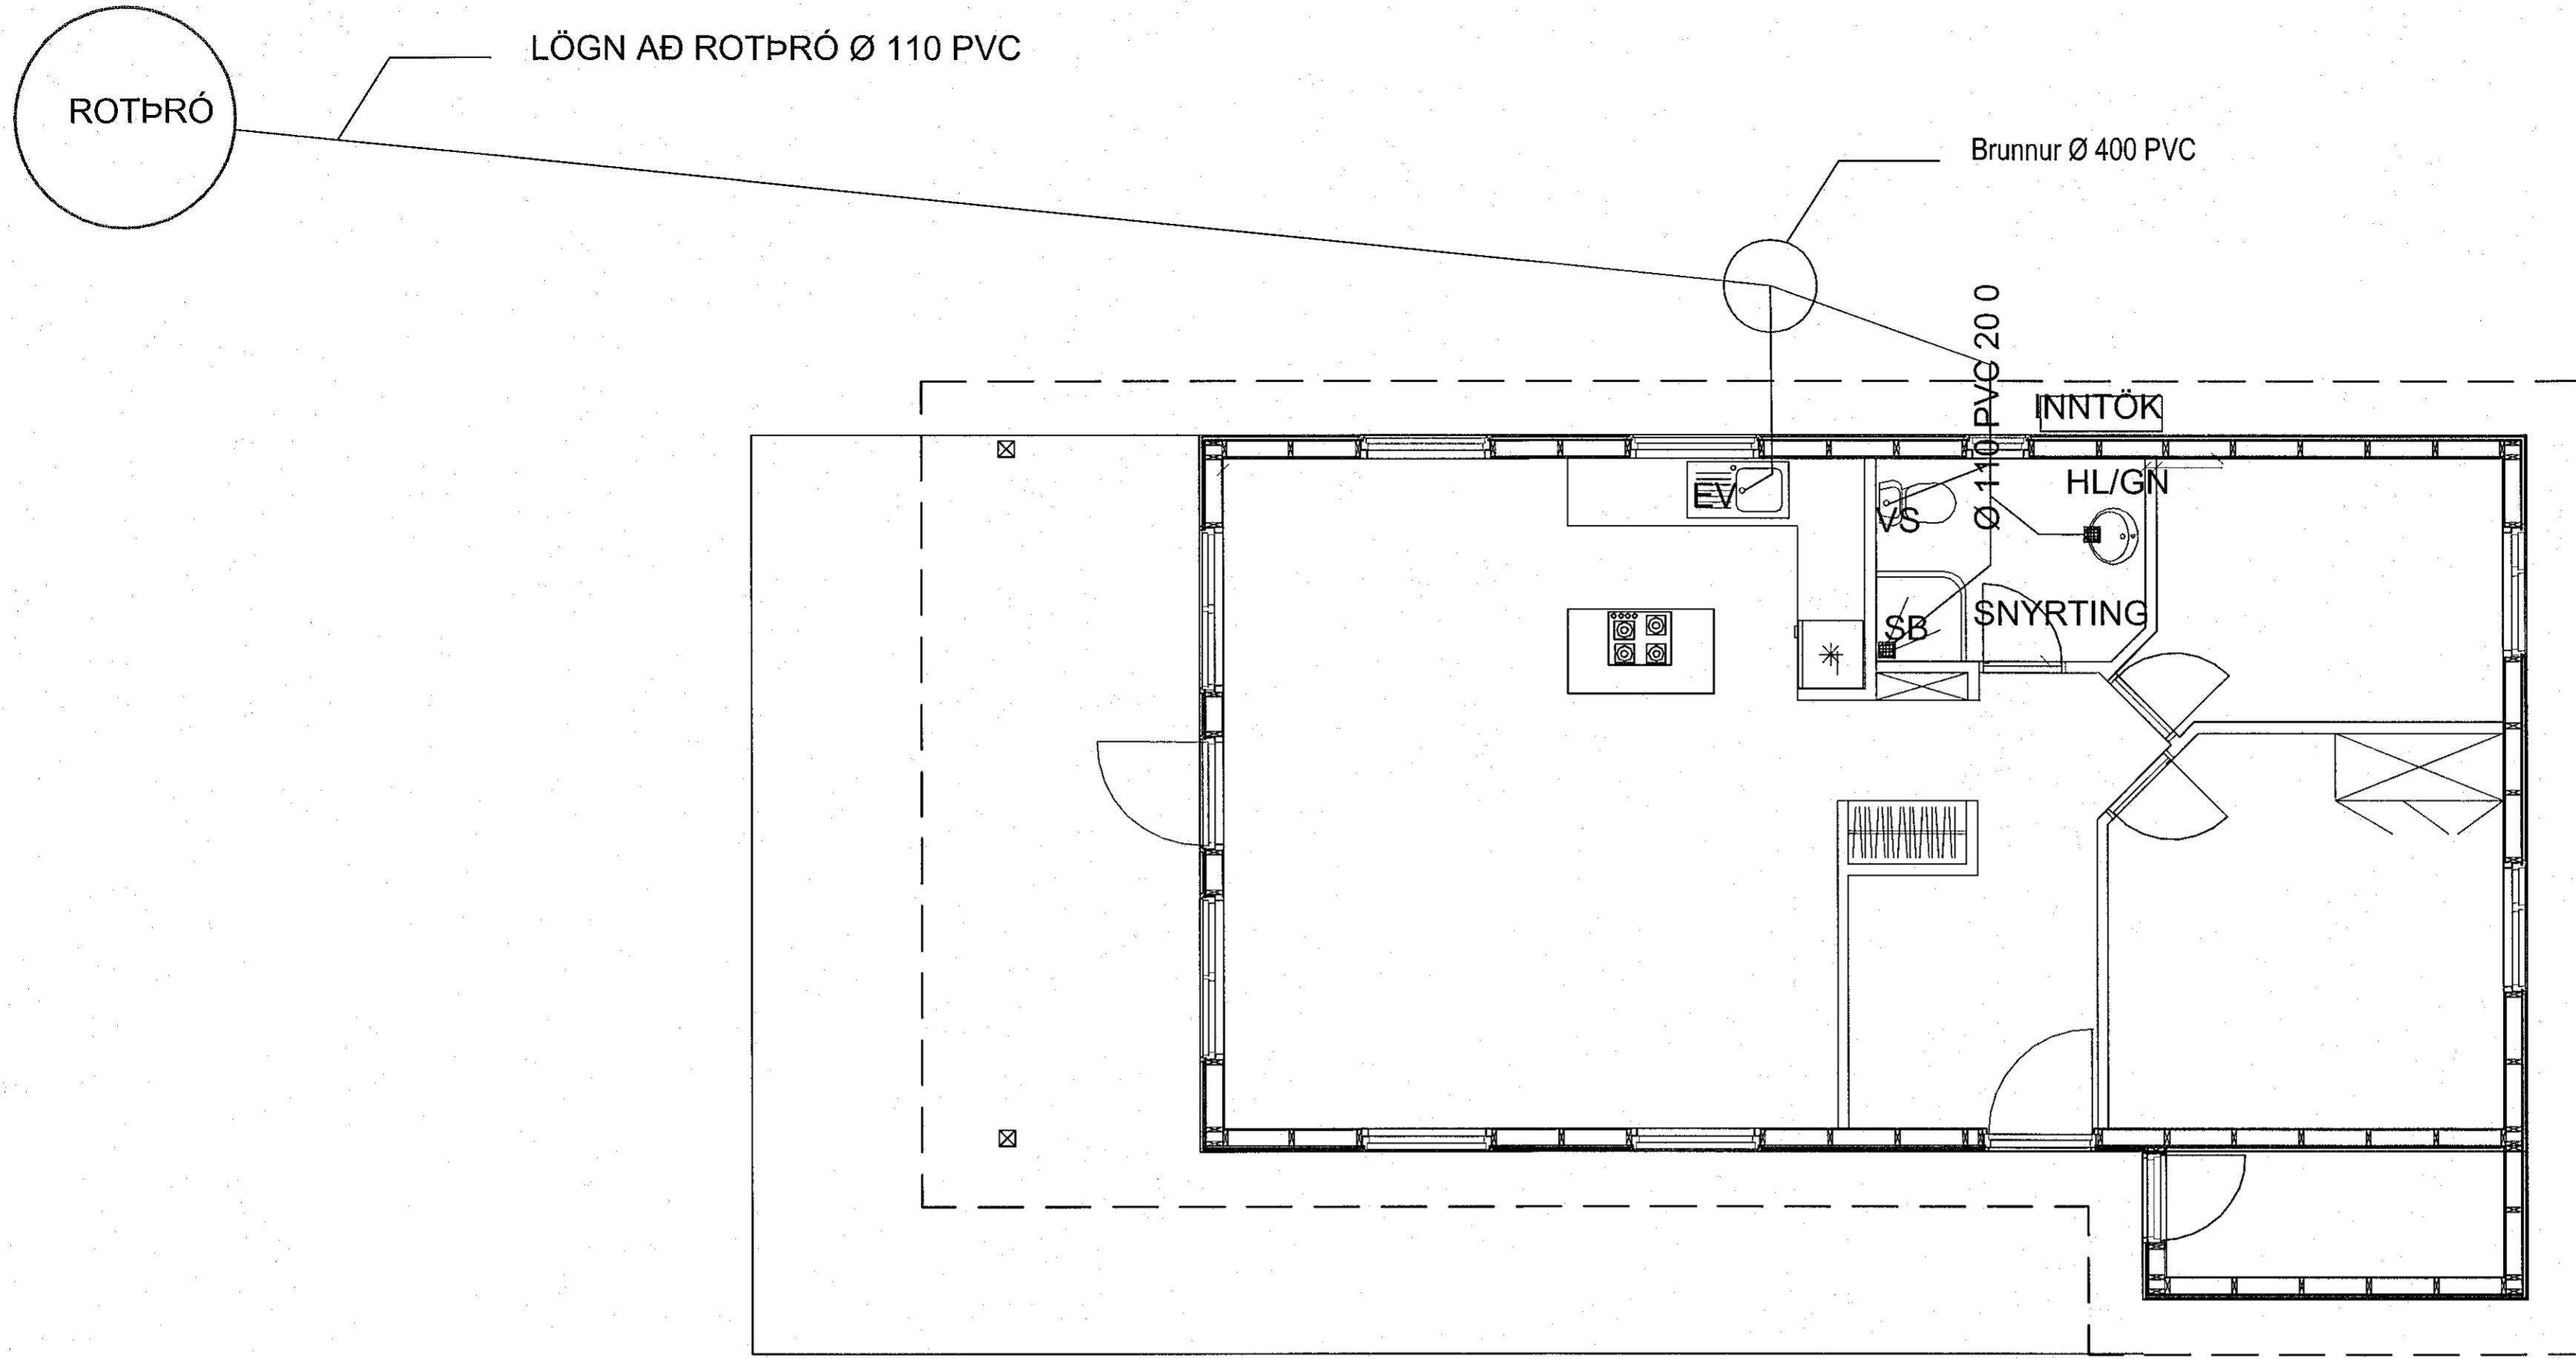 LÖGN AÐ ROTÞRÓ Ø 110 PVC
ROTÞRÓ
Brunnur Ø 400 PVC
Ø 110 PVC 20 0
INNTÖK
HL/GN
EV
VS
SNYRTING
SB